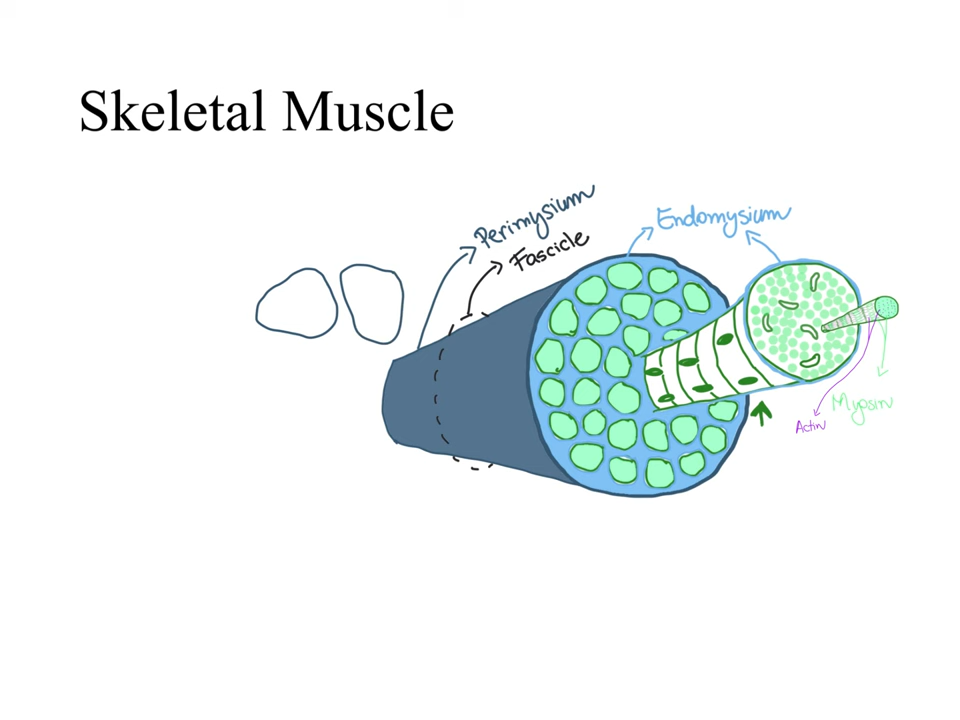 Skeletal Muscle
Perimysium
Fascicle
Endomysium
Myosin
Actin